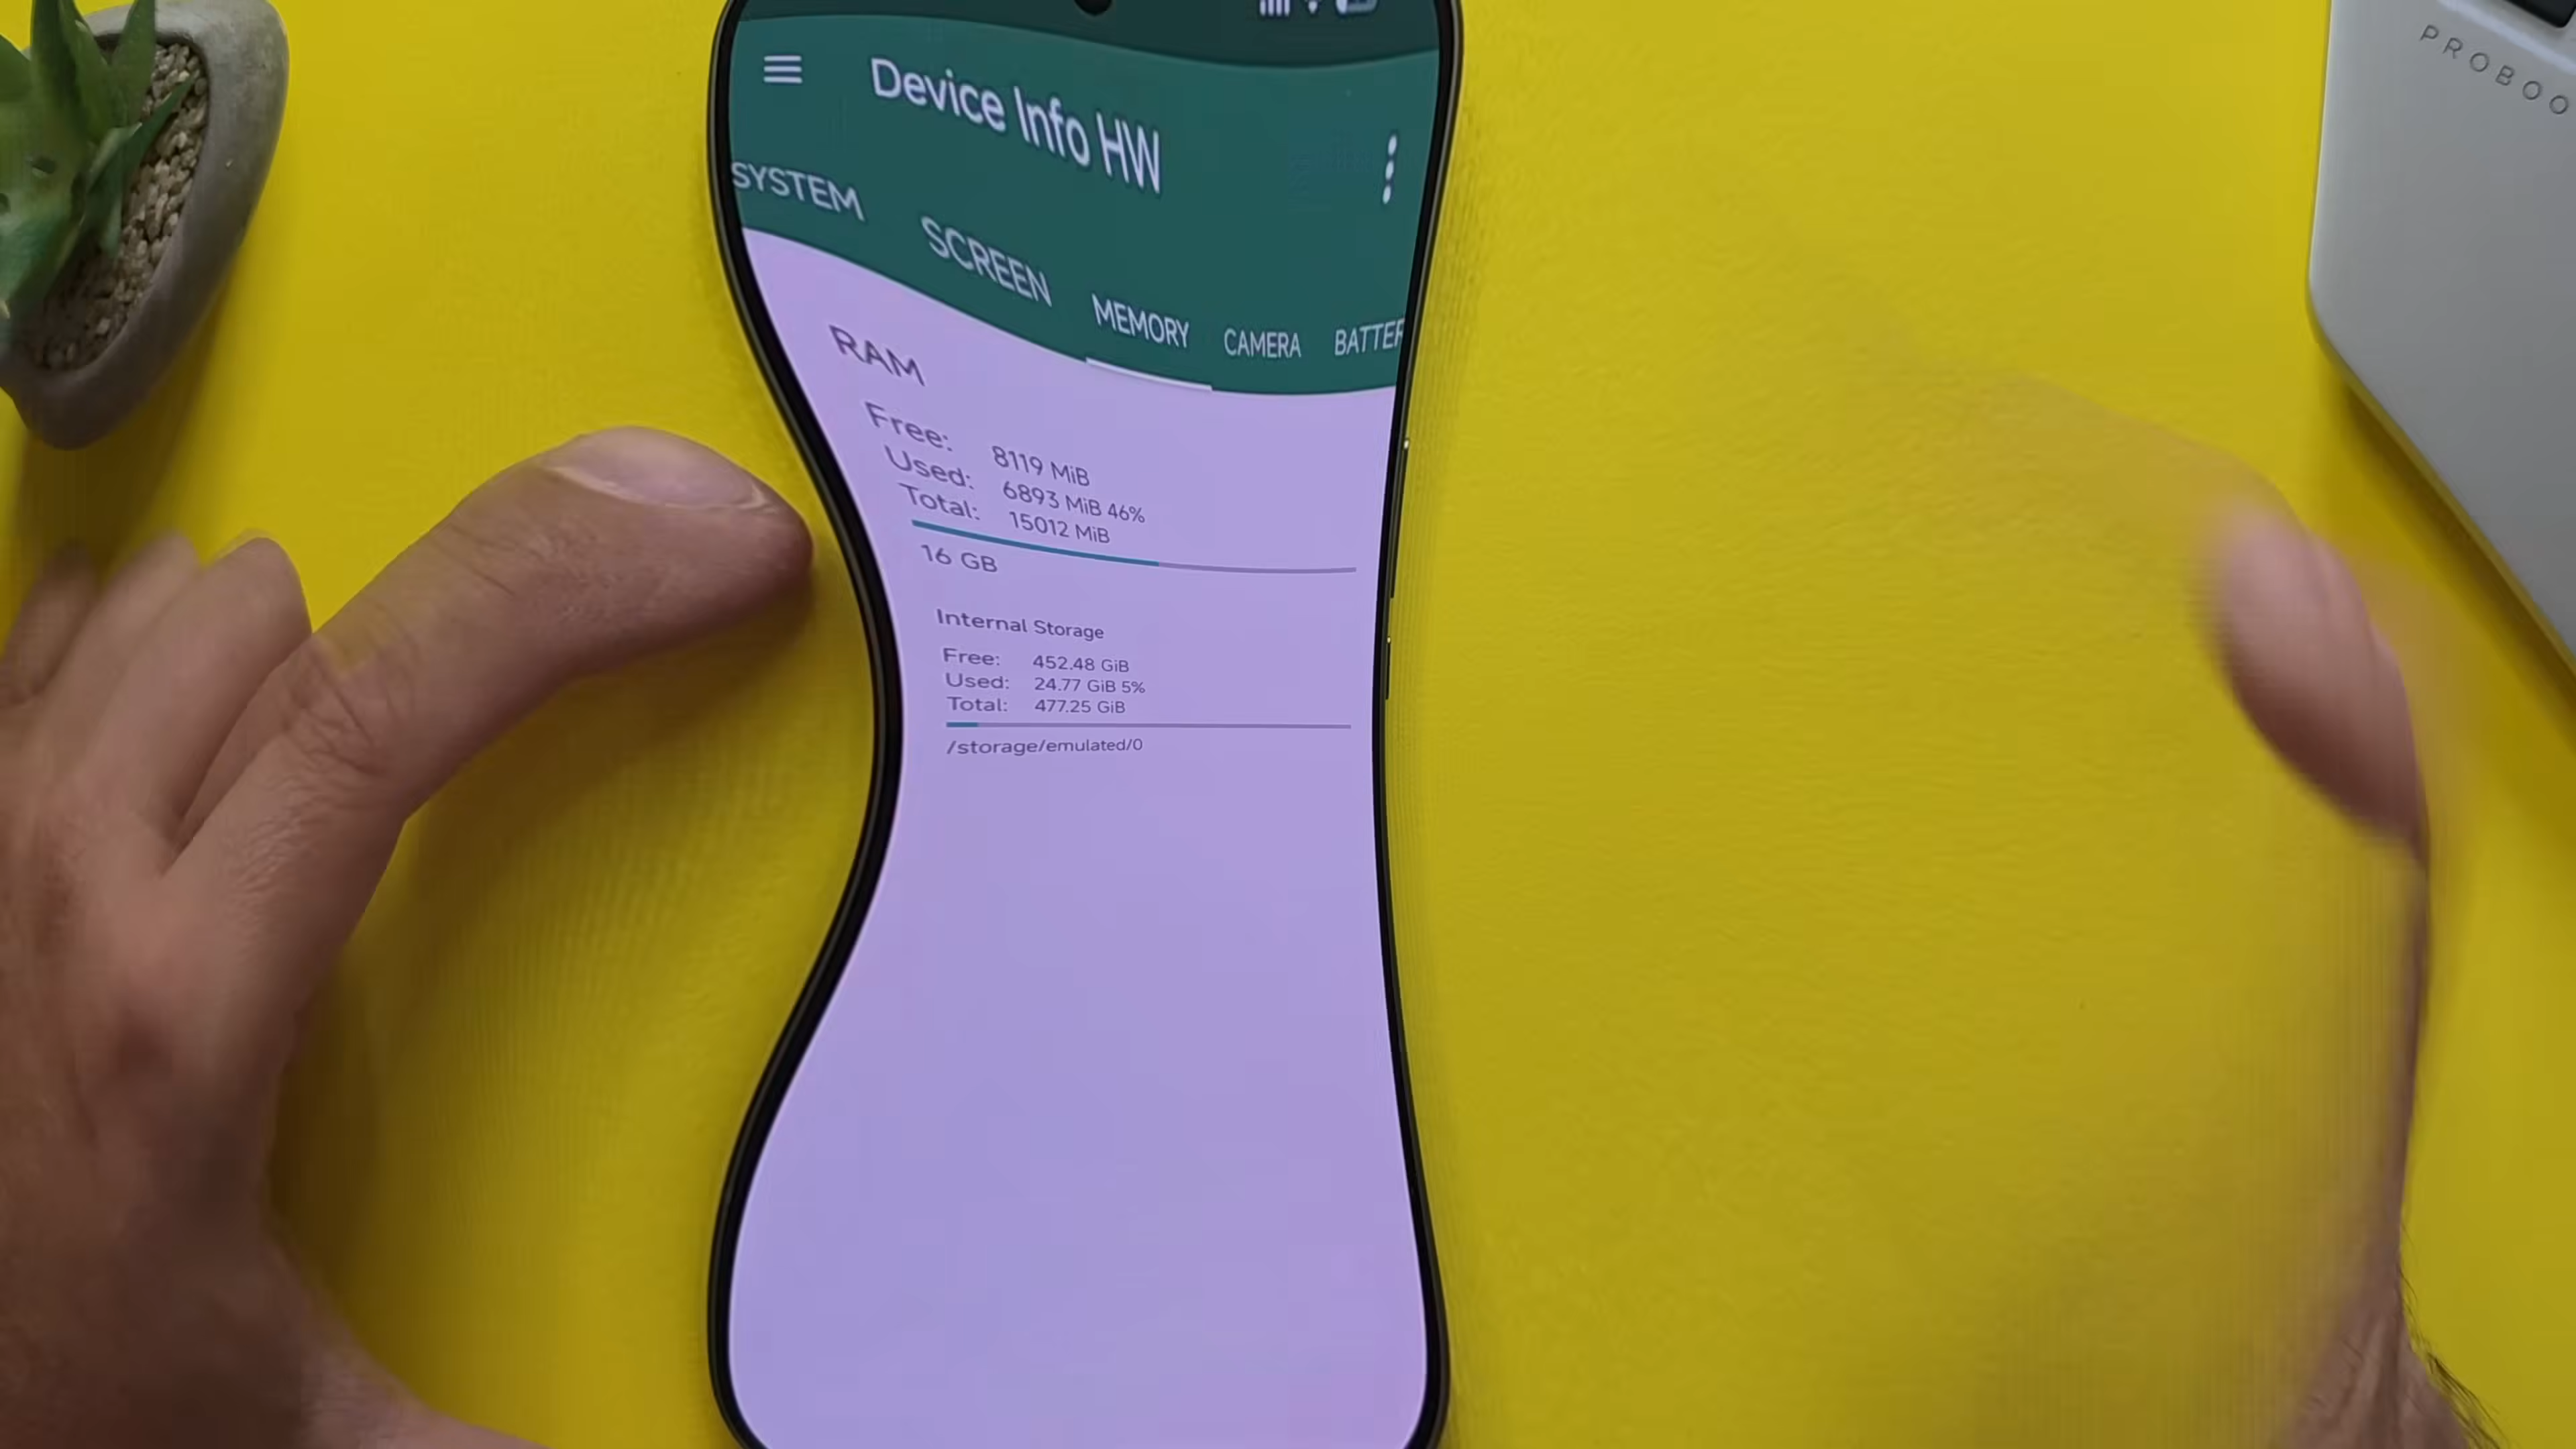 PROBOO
Device Info HW
SYSTEM
SCREEN
MEMORY
CAMERA
BATTER
RAM
Free: 8119 MiB
Used: 6893 MiB 46%
Total: 15012 MiB
16 GB
Internal Storage
Free: 452.48 GiB
Used: 24.77 GiB 5%
Total: 477.25 GiB
/storage/emulated/0